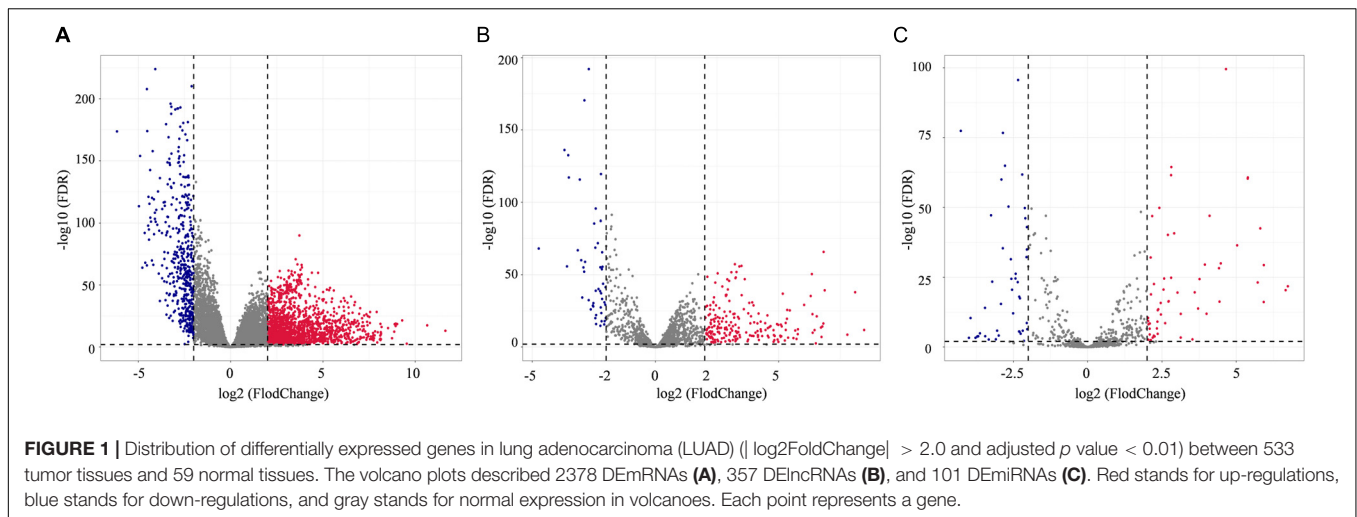 A
B
C
-log10 (FDR)
200
150
100
50
0
-5
0
5
10
log2 (FlodChange)
-log10 (FDR)
200
150
100
50
0
-5
-2
0
2
5
log2 (FlodChange)
-log10 (FDR)
100
75
50
25
0
-2.5
0
2.5
5
log2 (FlodChange)
FIGURE 1 | Distribution of differentially expressed genes in lung adenocarcinoma (LUAD) (| log2FoldChange| > 2.0 and adjusted p value < 0.01) between 533
tumor tissues and 59 normal tissues. The volcano plots described 2378 DEmRNAs (A), 357 DElncRNAs (B), and 101 DEmiRNAs (C). Red stands for up-regulations,
blue stands for down-regulations, and gray stands for normal expression in volcanoes. Each point represents a gene.